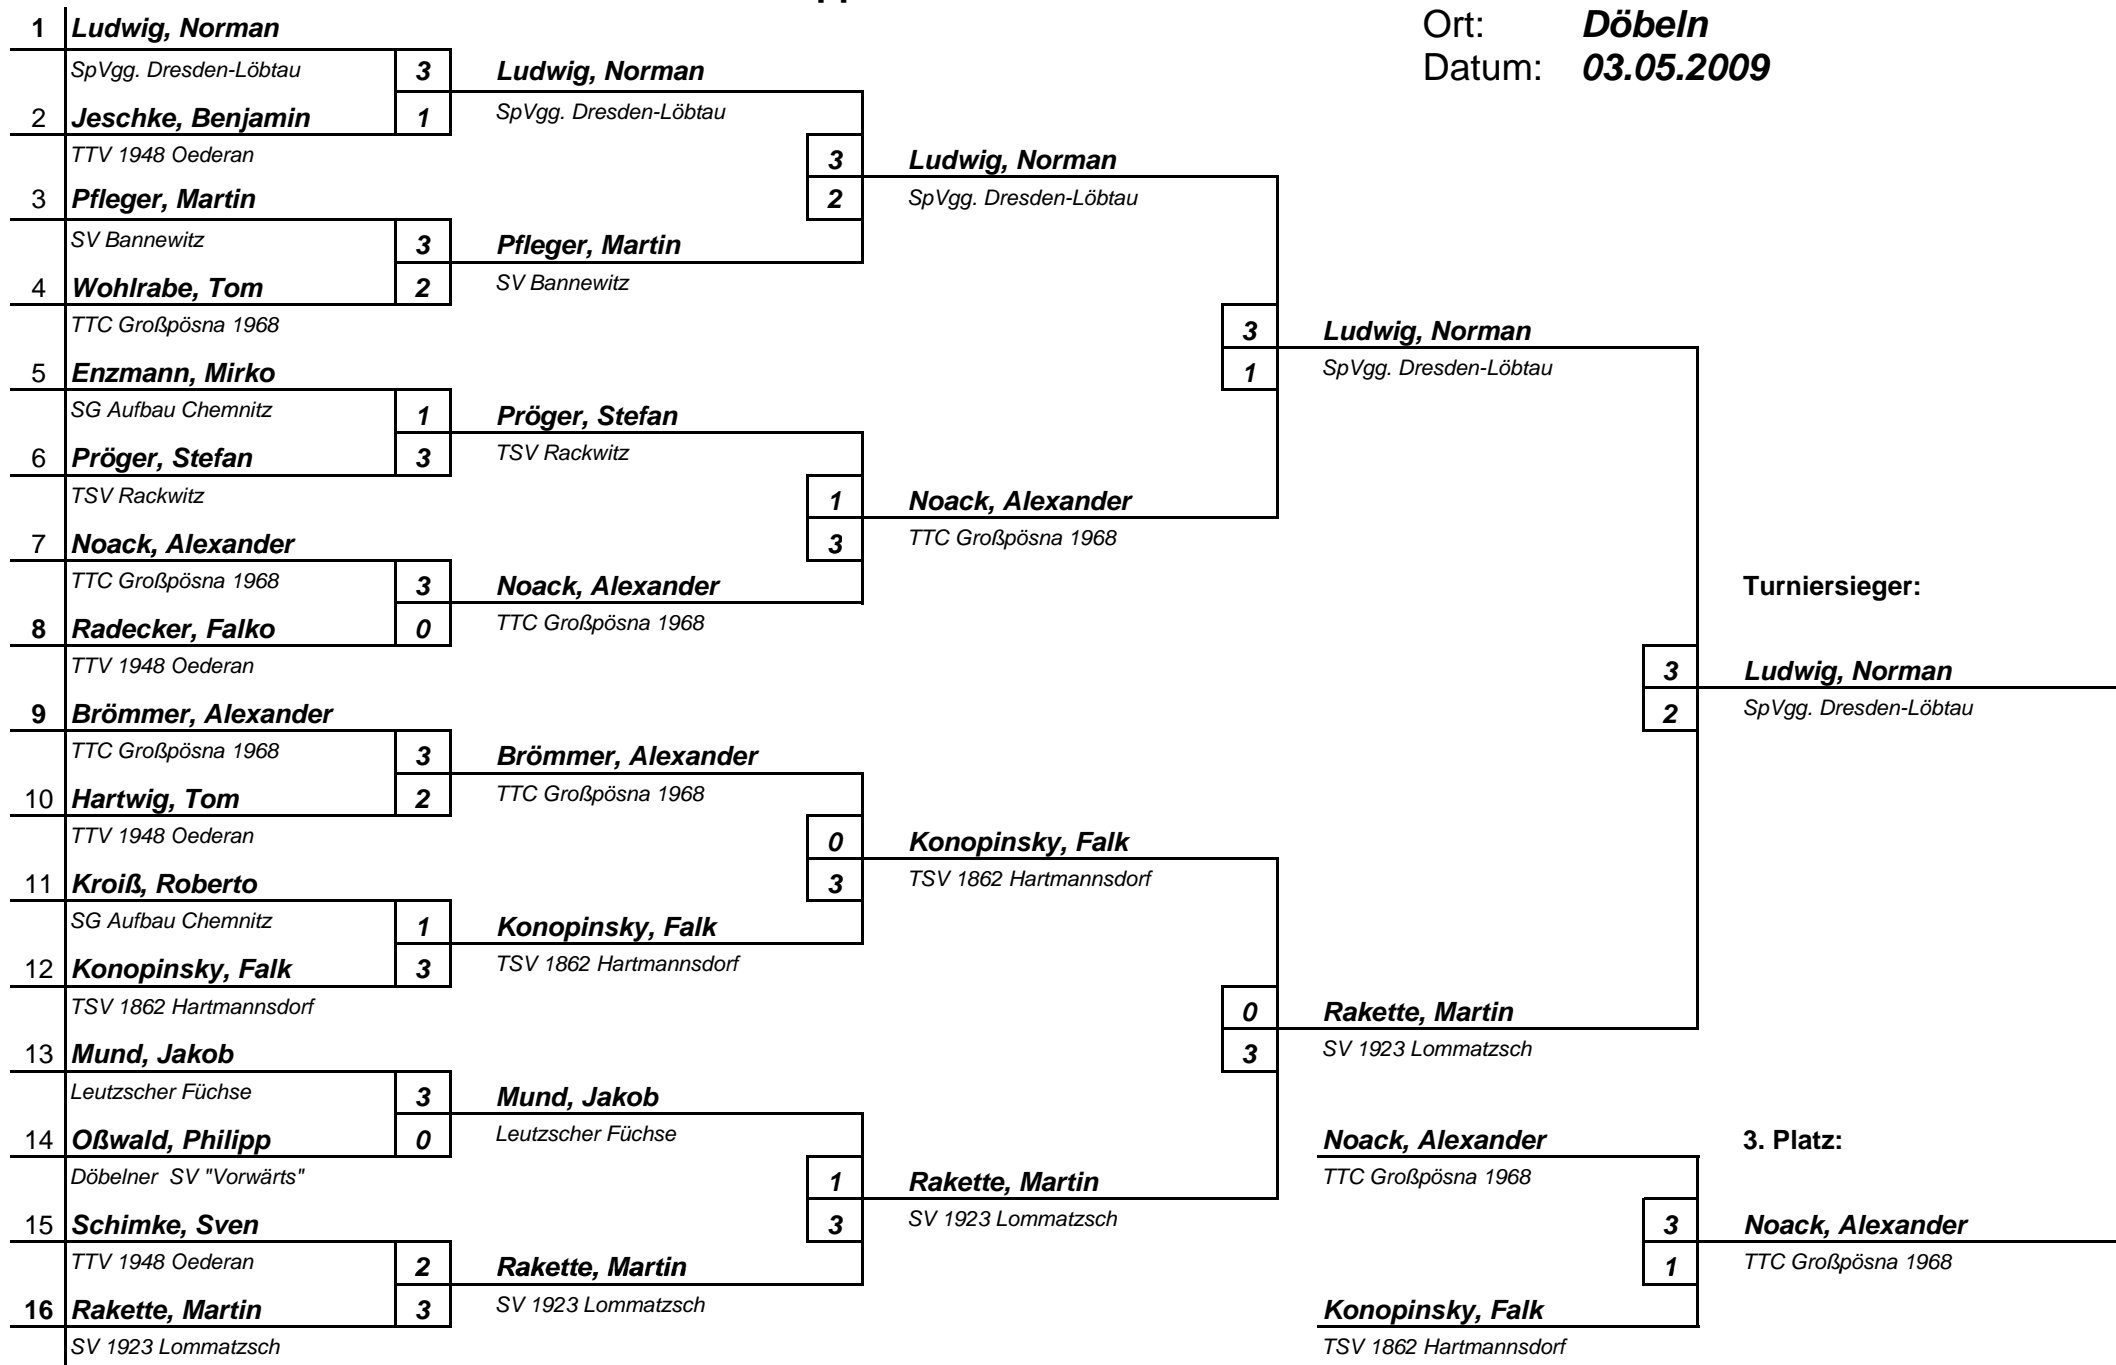 Ort: Döbeln
Datum: 03.05.2009
1 Ludwig, Norman
SpVgg. Dresden-Löbtau 3
2 Jeschke, Benjamin 1
TTV 1948 Oederan
3 Pfleger, Martin
SV Bannewitz 3
4 Wohlrabe, Tom 2
TTC Großpösna 1968
5 Enzmann, Mirko
SG Aufbau Chemnitz 1
6 Pröger, Stefan 3
TSV Rackwitz
7 Noack, Alexander
TTC Großpösna 1968 3
8 Radecker, Falko 0
TTV 1948 Oederan
9 Brömmer, Alexander
TTC Großpösna 1968 3
10 Hartwig, Tom 2
TTV 1948 Oederan
11 Kroiß, Roberto
SG Aufbau Chemnitz 1
12 Konopinsky, Falk 3
TSV 1862 Hartmannsdorf
13 Mund, Jakob
Leutzscher Füchse 3
14 Oßwald, Philipp 0
Döbelner SV "Vorwärts"
15 Schimke, Sven
TTV 1948 Oederan 2
16 Rakette, Martin 3
SV 1923 Lommatzsch
Ludwig, Norman
SpVgg. Dresden-Löbtau
3
2
Pfleger, Martin
SV Bannewitz
Pröger, Stefan
TSV Rackwitz
1
3
Noack, Alexander
TTC Großpösna 1968
Brömmer, Alexander
TTC Großpösna 1968
0
3
Konopinsky, Falk
TSV 1862 Hartmannsdorf
Mund, Jakob
Leutzscher Füchse
1
3
Rakette, Martin
SV 1923 Lommatzsch
Ludwig, Norman
SpVgg. Dresden-Löbtau
3
1
Noack, Alexander
TTC Großpösna 1968
Konopinsky, Falk
TSV 1862 Hartmannsdorf
0
3
Rakette, Martin
SV 1923 Lommatzsch
Ludwig, Norman
SpVgg. Dresden-Löbtau
3
2
Rakette, Martin
SV 1923 Lommatzsch
Turniersieger:
Ludwig, Norman
SpVgg. Dresden-Löbtau
Noack, Alexander
TTC Großpösna 1968
3
1
Konopinsky, Falk
TSV 1862 Hartmannsdorf
3. Platz:
Noack, Alexander
TTC Großpösna 1968